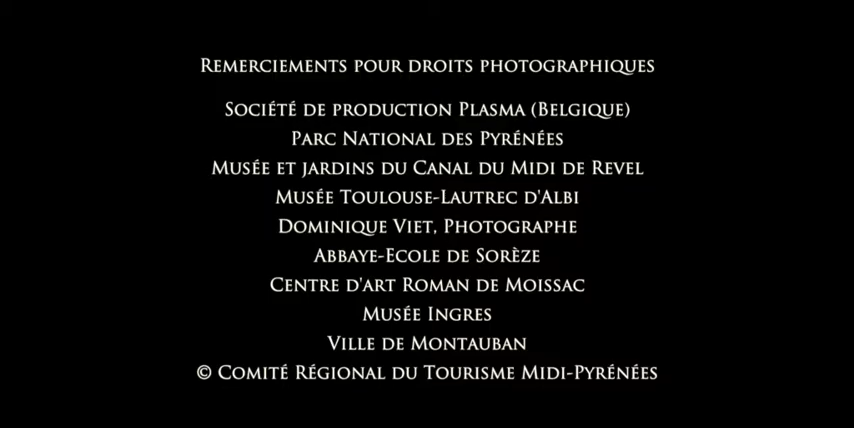 Remerciements pour droits photographiques
Société de production Plasma (Belgique)
Parc National des Pyrénées
Musée et jardins du Canal du Midi de Revel
Musée Toulouse-Lautrec d'Albi
Dominique Viet, Photographe
Abbaye-Ecole de Sorèze
Centre d'art Roman de Moissac
Musée Ingres
Ville de Montauban
© Comité Régional du Tourisme Midi-Pyrénées